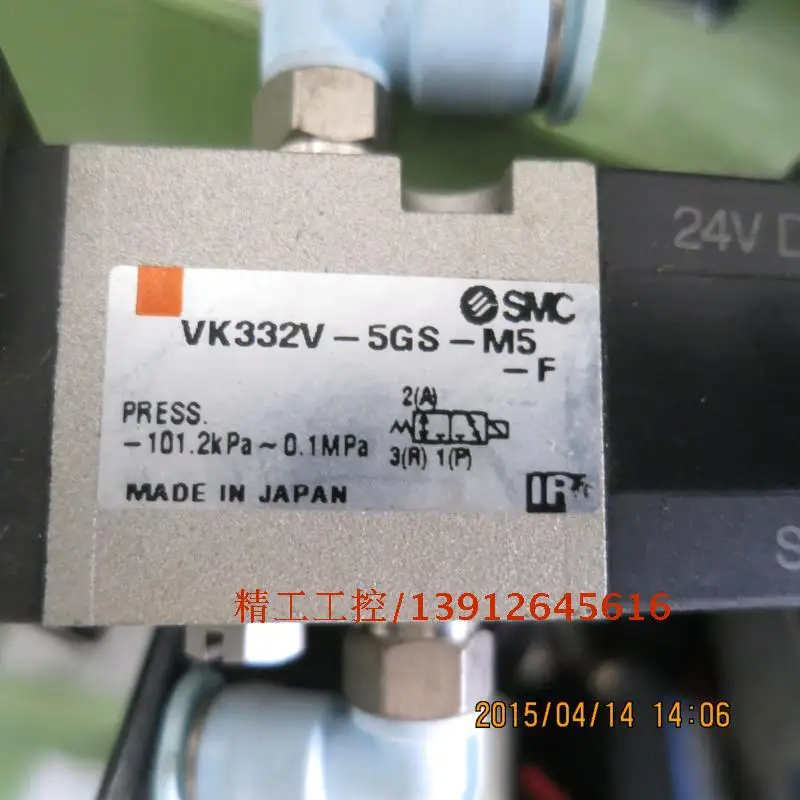 24V D
SMC
VK332V-5GS-M5
-F
PRESS.
-101.2kPa~0.1MPa
2(A)
3(R) 1(P)
MADE IN JAPAN
S
精工工控/13912645616
2015/04/14 14:06